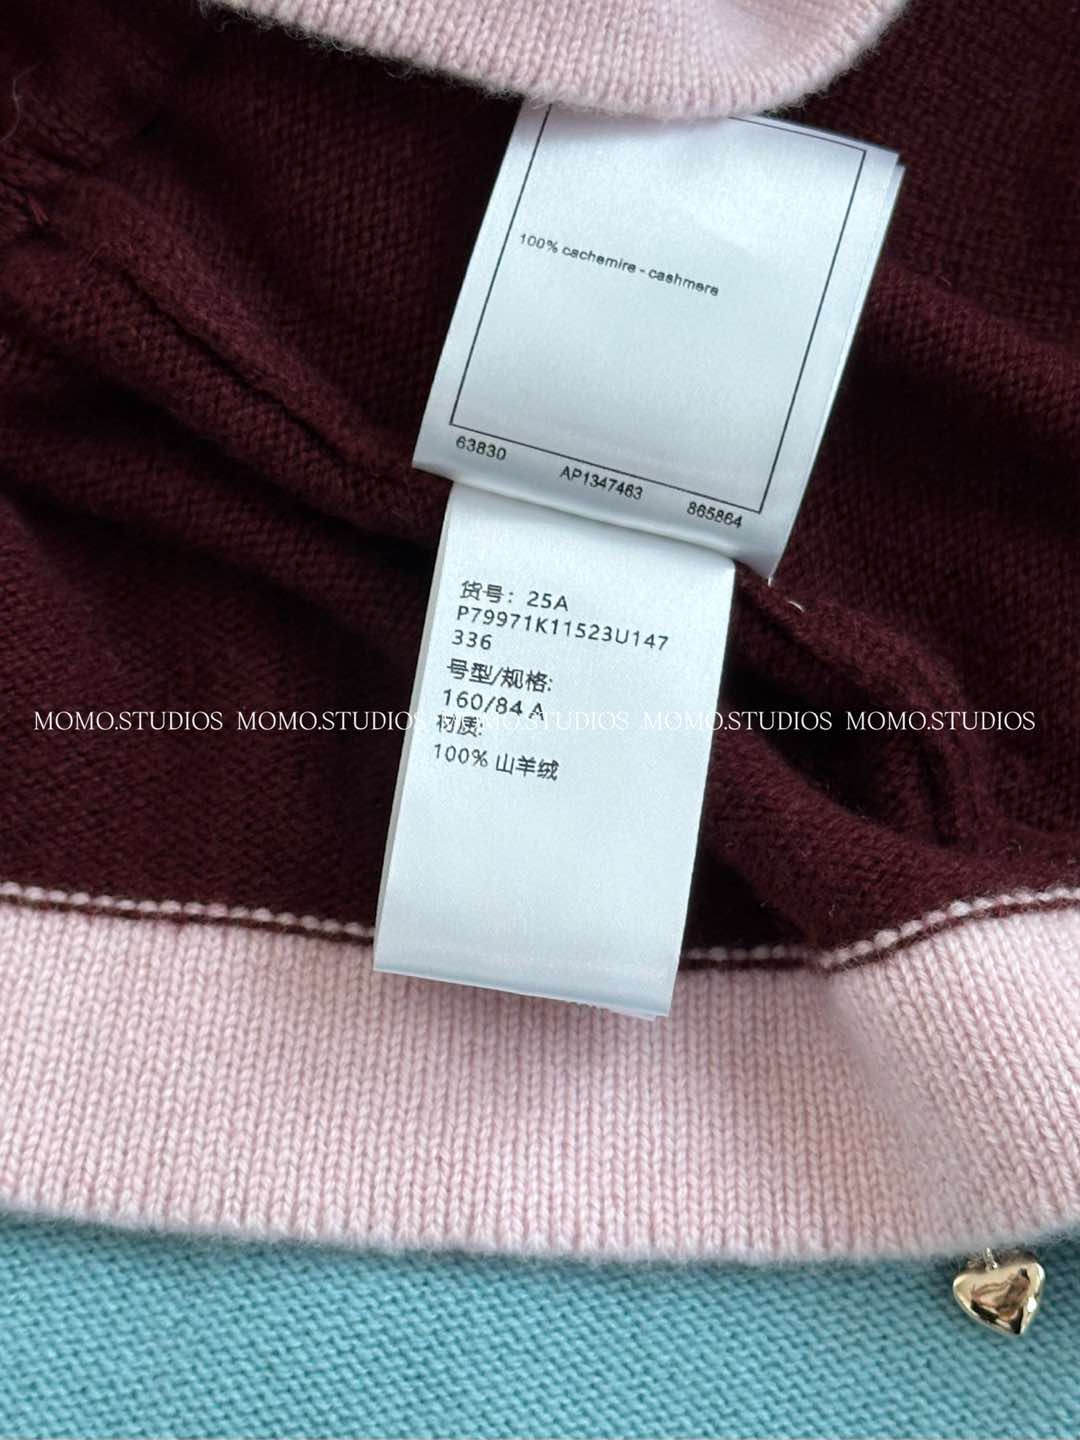 100% cachemire - cashmere
63830 AP1347463 865864
货号: 25A
P79971K11523U147
336
号型/规格:
160/84 A
MOMO.STUDIOS MOMO.STUDIOS MOMO.STUDIOS MOMO.STUDIOS MOMO.STUDIOS
材质:
100% 山羊绒